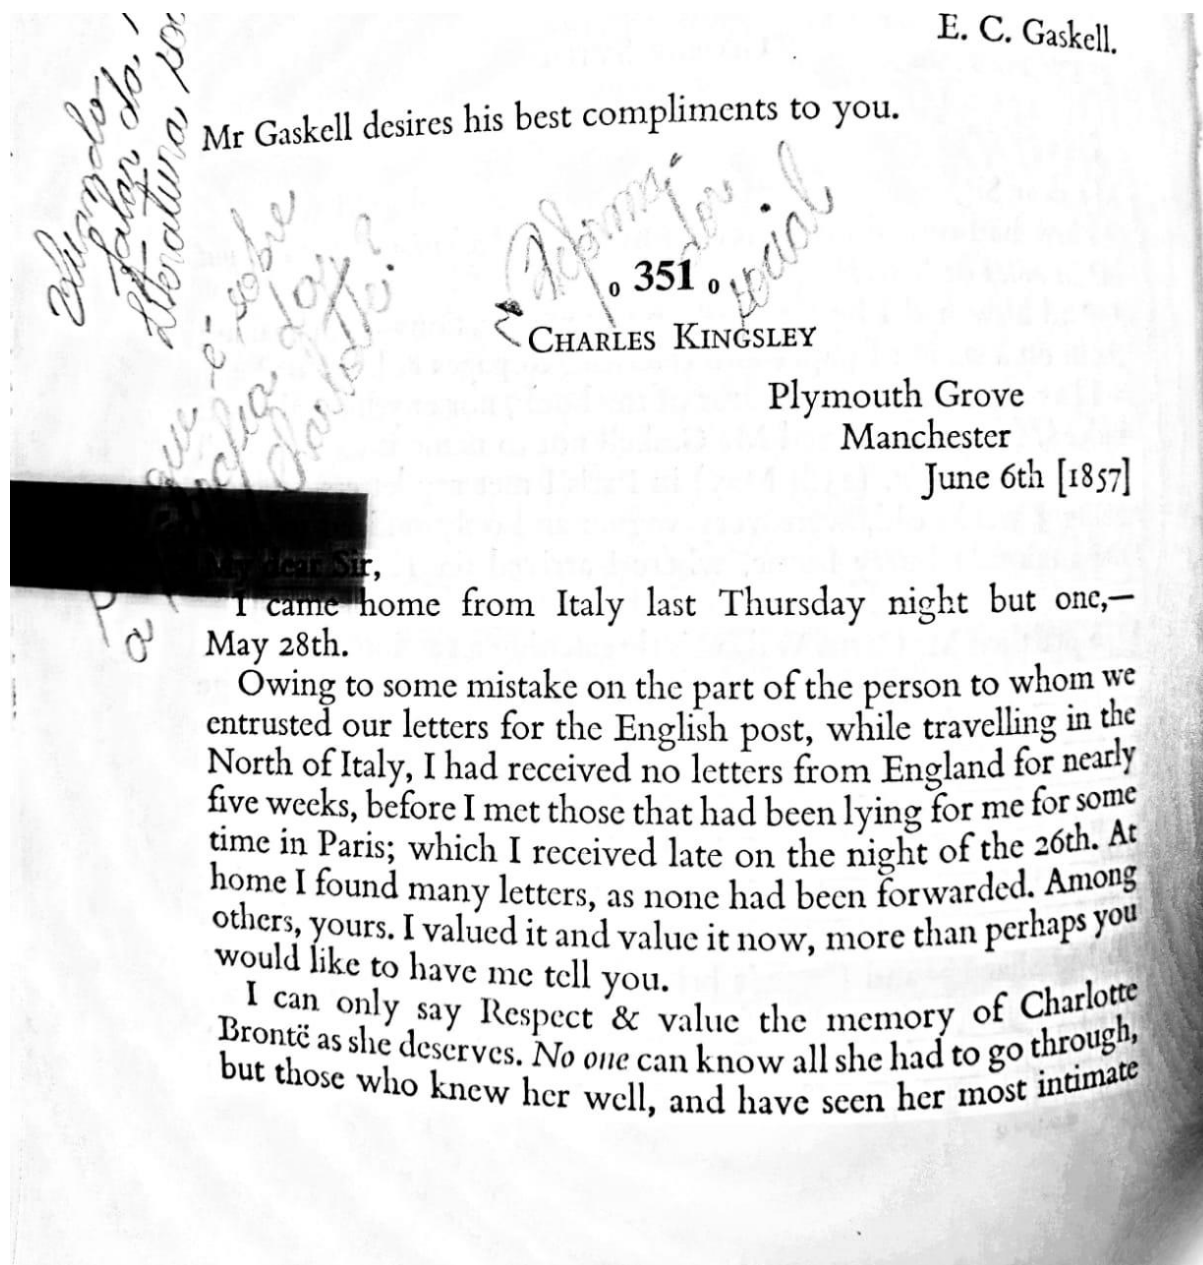 E. C. Gaskell.
Mr Gaskell desires his best compliments to you.
falar do
literatura
sobre
social
o 351 o
CHARLES KINGSLEY
Plymouth Grove
Manchester
June 6th [1857]
My dear Sir,
I came home from Italy last Thursday night but one,—
May 28th.
Owing to some mistake on the part of the person to whom we
entrusted our letters for the English post, while travelling in the
North of Italy, I had received no letters from England for nearly
five weeks, before I met those that had been lying for me for some
time in Paris; which I received late on the night of the 26th. At
home I found many letters, as none had been forwarded. Among
others, yours. I valued it and value it now, more than perhaps you
would like to have me tell you.
I can only say Respect & value the memory of Charlotte
Brontë as she deserves. No one can know all she had to go through,
but those who knew her well, and have seen her most intimate